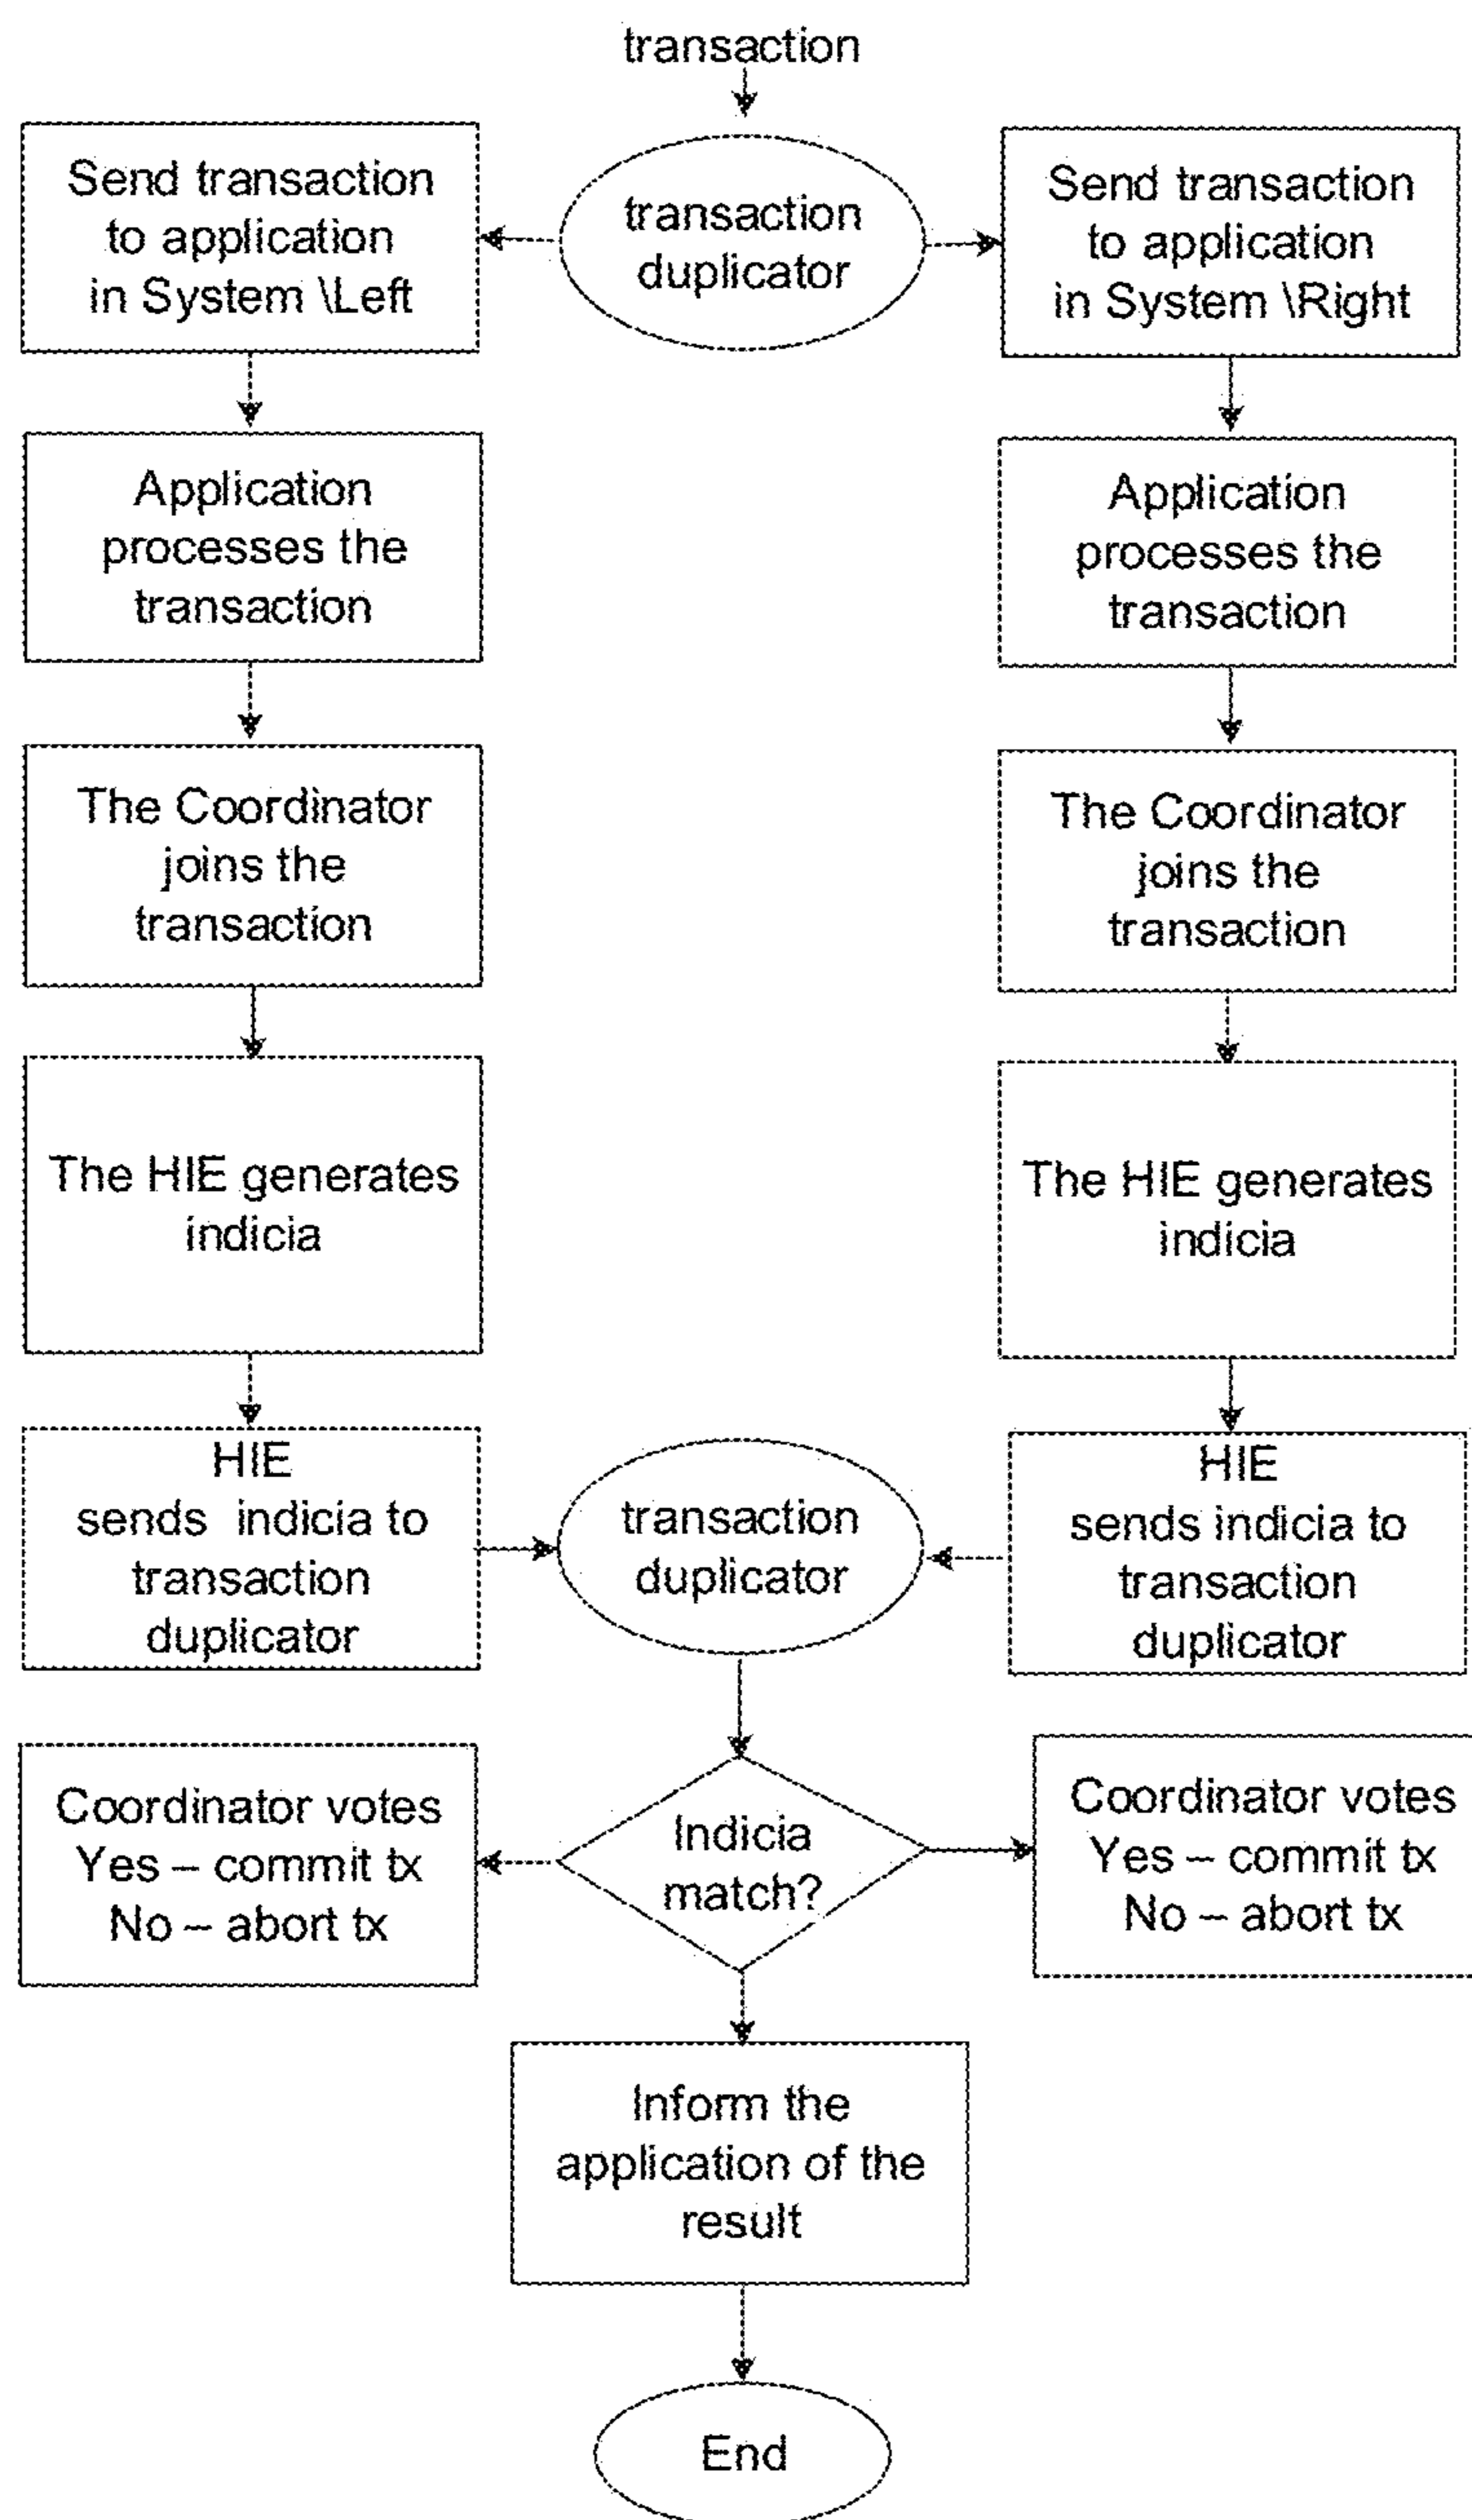 transaction
Send transaction
to application
in System \Left
transaction
duplicator
Send transaction
to application
in System \Right
Application
processes the
transaction
Application
processes the
transaction
The Coordinator
joins the
transaction
The Coordinator
joins the
transaction
The HIE generates
indicia
The HIE generates
indicia
HIE
sends indicia to
transaction
duplicator
transaction
duplicator
HIE
sends indicia to
transaction
duplicator
Coordinator votes
Yes – commit tx
No – abort tx
Indicia
match?
Coordinator votes
Yes – commit tx
No – abort tx
Inform the
application of the
result
End